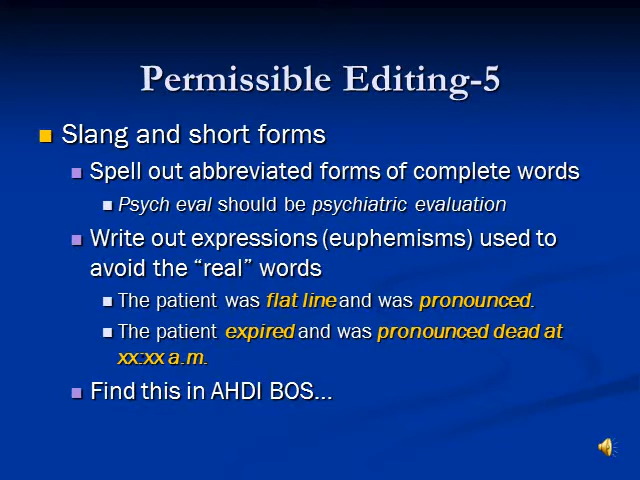 Permissible Editing-5
Slang and short forms
Spell out abbreviated forms of complete words
Psych eval should be psychiatric evaluation
Write out expressions (euphemisms) used to
avoid the “real” words
The patient was flat line and was pronounced.
The patient expired and was pronounced dead at
xx:xx a.m.
Find this in AHDI BOS…